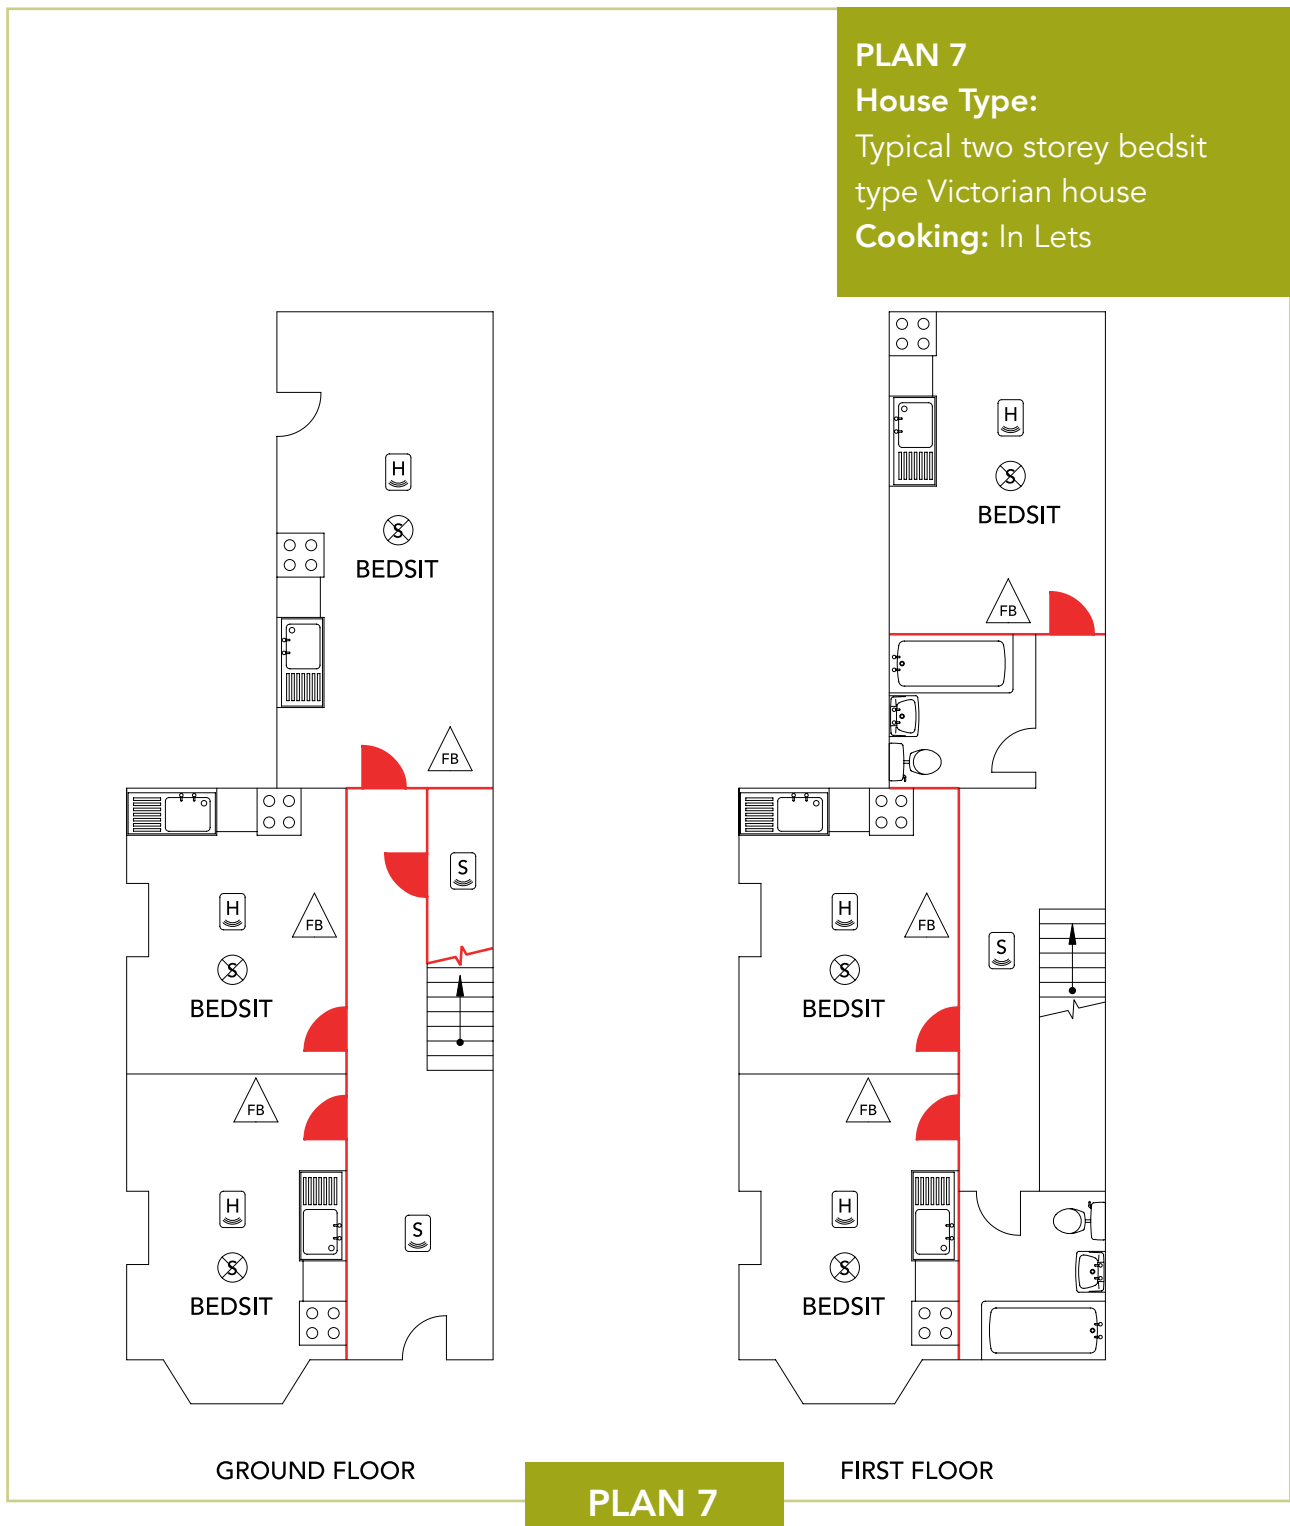 PLAN 7
House Type:
Typical two storey bedsit
type Victorian house
Cooking: In Lets
H
S
BEDSIT
FB
S
H
FB
S
BEDSIT
FB
H
S
S
BEDSIT
GROUND FLOOR
H
S
BEDSIT
FB
H
FB
S
S
BEDSIT
FB
H
S
BEDSIT
FIRST FLOOR
PLAN 7